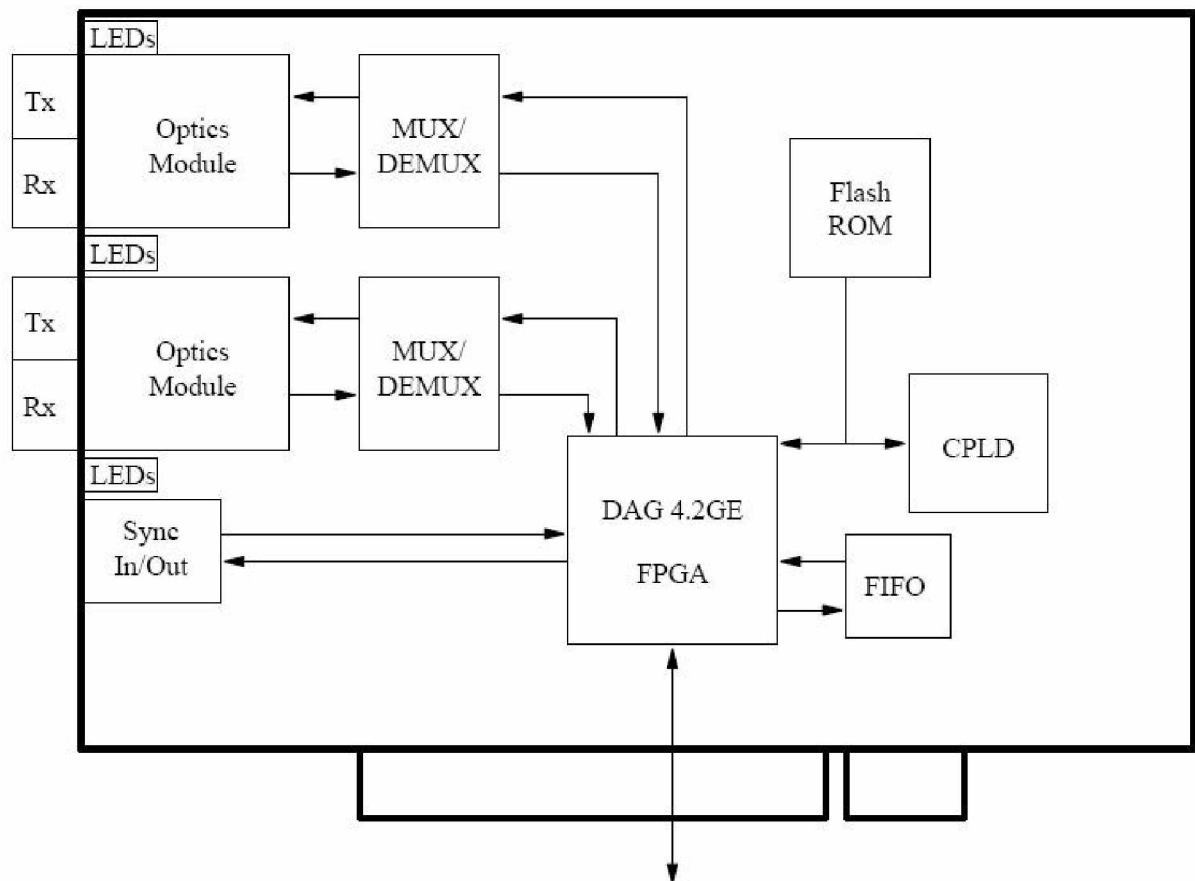 LEDs
Tx
Rx
Optics
Module
MUX/
DEMUX
Flash
ROM
LEDs
Tx
Rx
Optics
Module
MUX/
DEMUX
CPLD
LEDs
Sync
In/Out
DAG 4.2GE
FPGA
FIFO